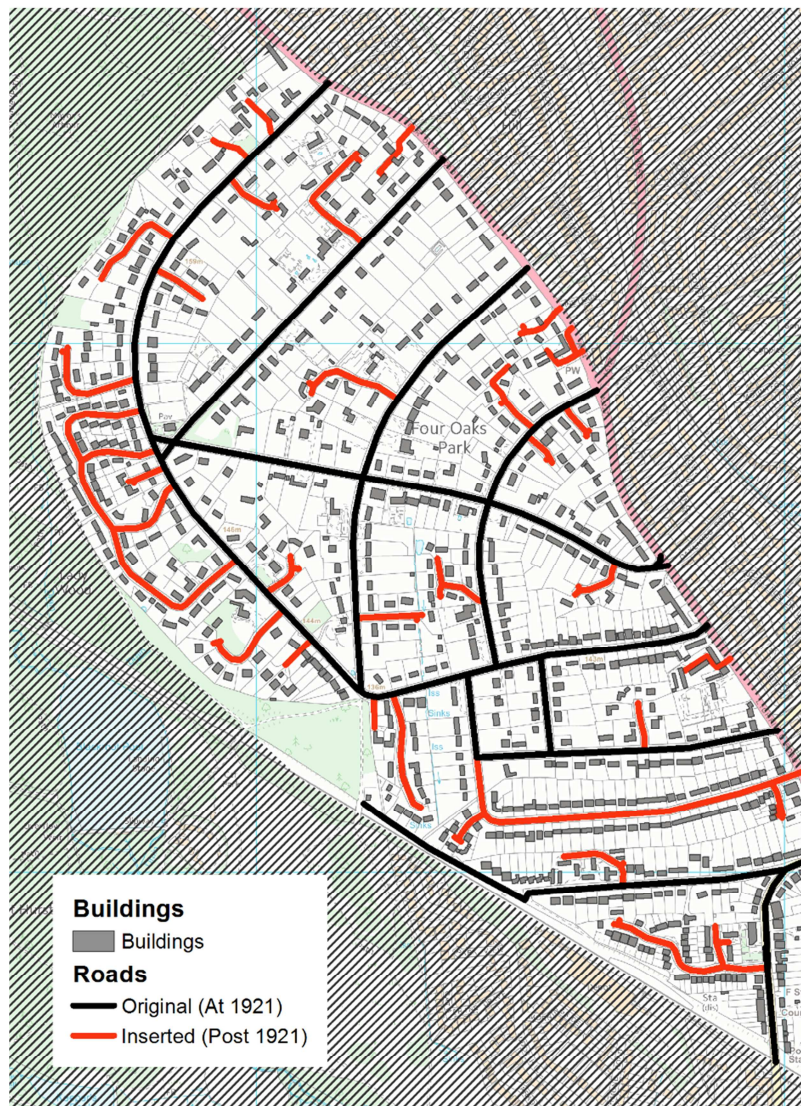 159m
PW
Pav
Four Oaks
Park
146m
144m
136m
143m
Iss
Sinks
Iss
Sinks
Buildings
Buildings
Roads
Original (At 1921)
Inserted (Post 1921)
Sta
(dis)